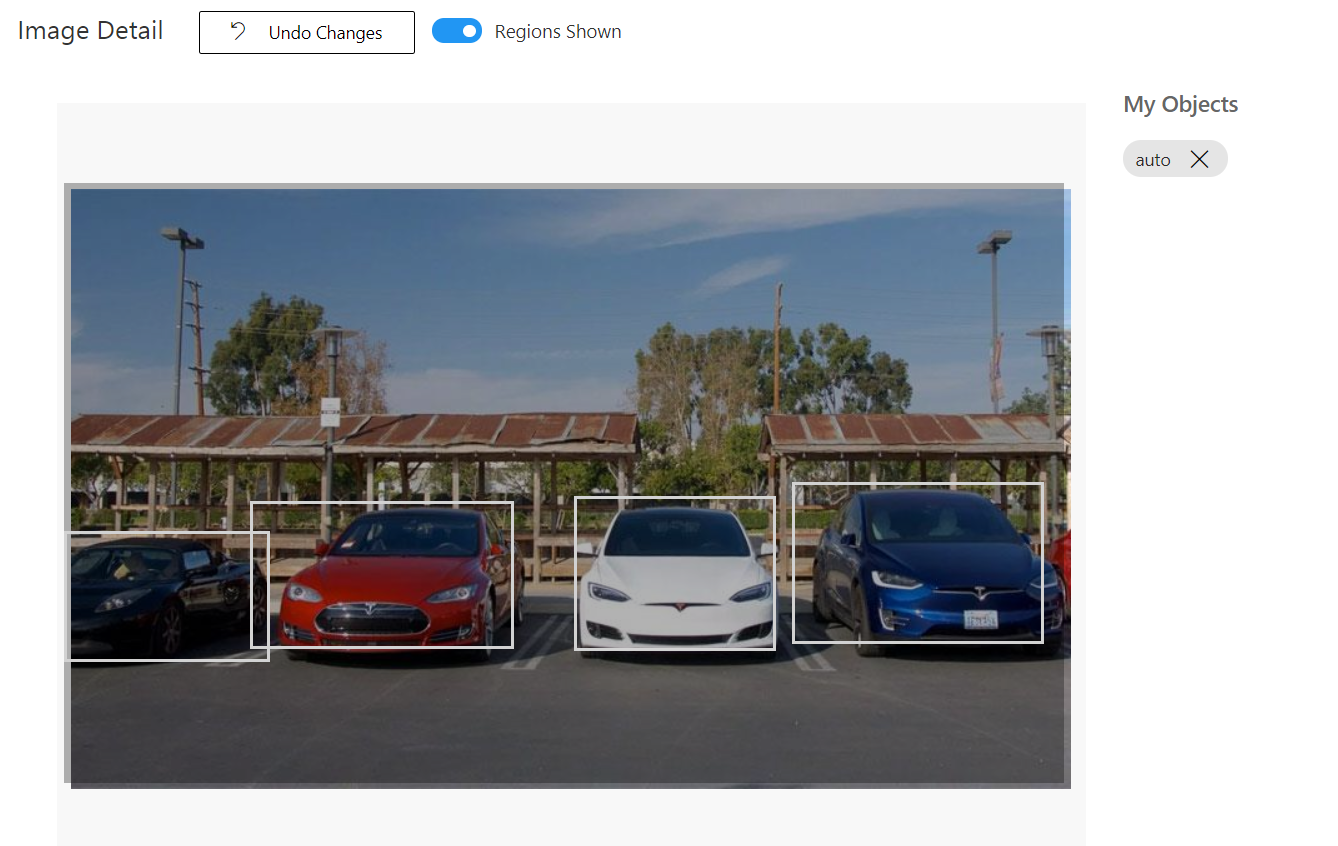 Image Detail
Undo Changes
Regions Shown
My Objects
auto